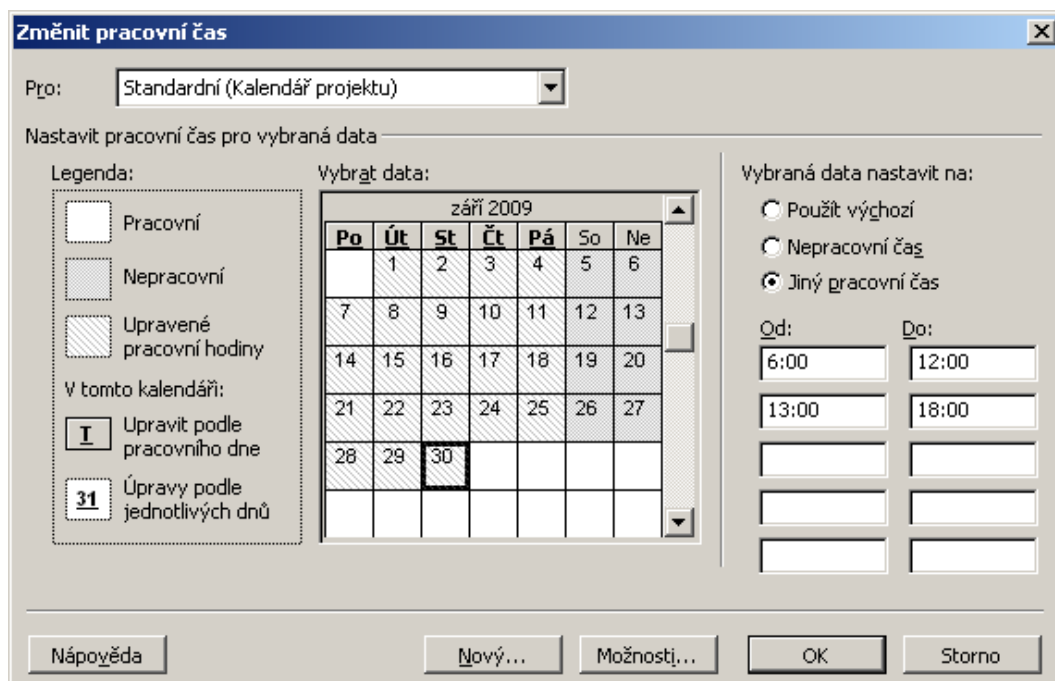 Změnit pracovní čas
Pro: Standardní (Kalendář projektu)
Nastavit pracovní čas pro vybraná data
Legenda:
Pracovní
Nepracovní
Upravené
pracovní hodiny
V tomto kalendáři:
T Upravit podle
pracovního dne
31 Úpravy podle
jednotlivých dnů
Vybrat data:
září 2009
Po Út St Čt Pá So Ne
1 2 3 4 5 6
7 8 9 10 11 12 13
14 15 16 17 18 19 20
21 22 23 24 25 26 27
28 29 30
Vybraná data nastavit na:
Použít výchozí
Nepracovní čas
Jiný pracovní čas
Od: Do:
6:00 12:00
13:00 18:00
Nápověda Nový... Možnosti... OK Storno